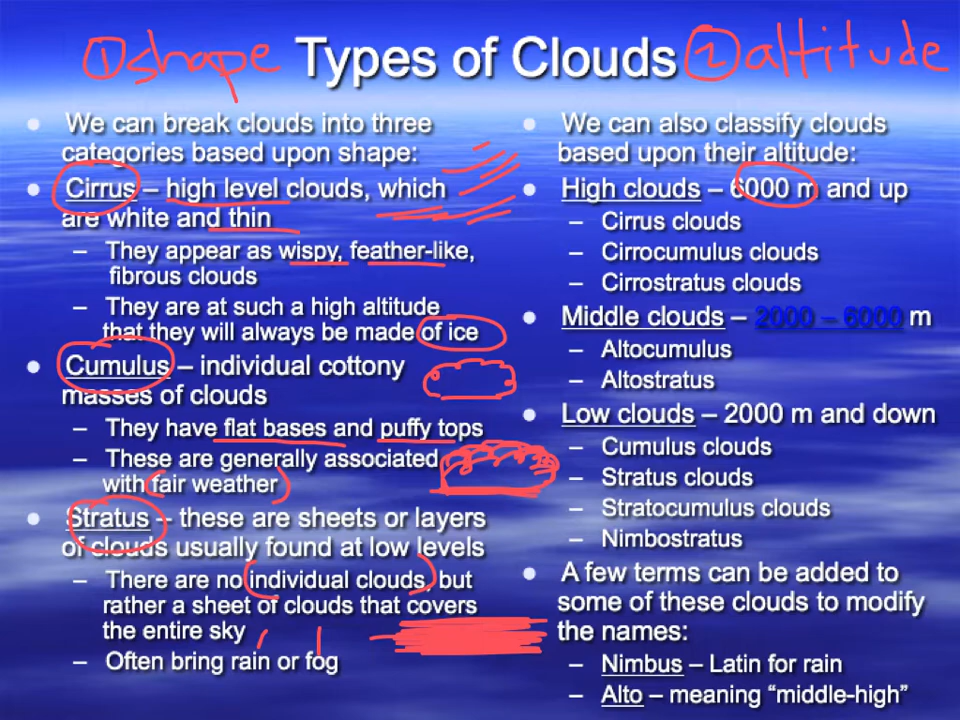 ① shape Types of Clouds ② altitude
We can break clouds into three
categories based upon shape:
Cirrus – high level clouds, which
are white and thin
– They appear as wispy, feather-like,
fibrous clouds
– They are at such a high altitude
that they will always be made of ice
Cumulus – individual cottony
masses of clouds
– They have flat bases and puffy tops
– These are generally associated
with fair weather
Stratus – these are sheets or layers
of clouds usually found at low levels
– There are no individual clouds, but
rather a sheet of clouds that covers
the entire sky
– Often bring rain or fog
We can also classify clouds
based upon their altitude:
High clouds – 6000 m and up
– Cirrus clouds
– Cirrocumulus clouds
– Cirrostratus clouds
Middle clouds – 2000 – 6000 m
– Altocumulus
– Altostratus
Low clouds – 2000 m and down
– Cumulus clouds
– Stratus clouds
– Stratocumulus clouds
– Nimbostratus
A few terms can be added to
some of these clouds to modify
the names:
– Nimbus – Latin for rain
– Alto – meaning “middle-high”